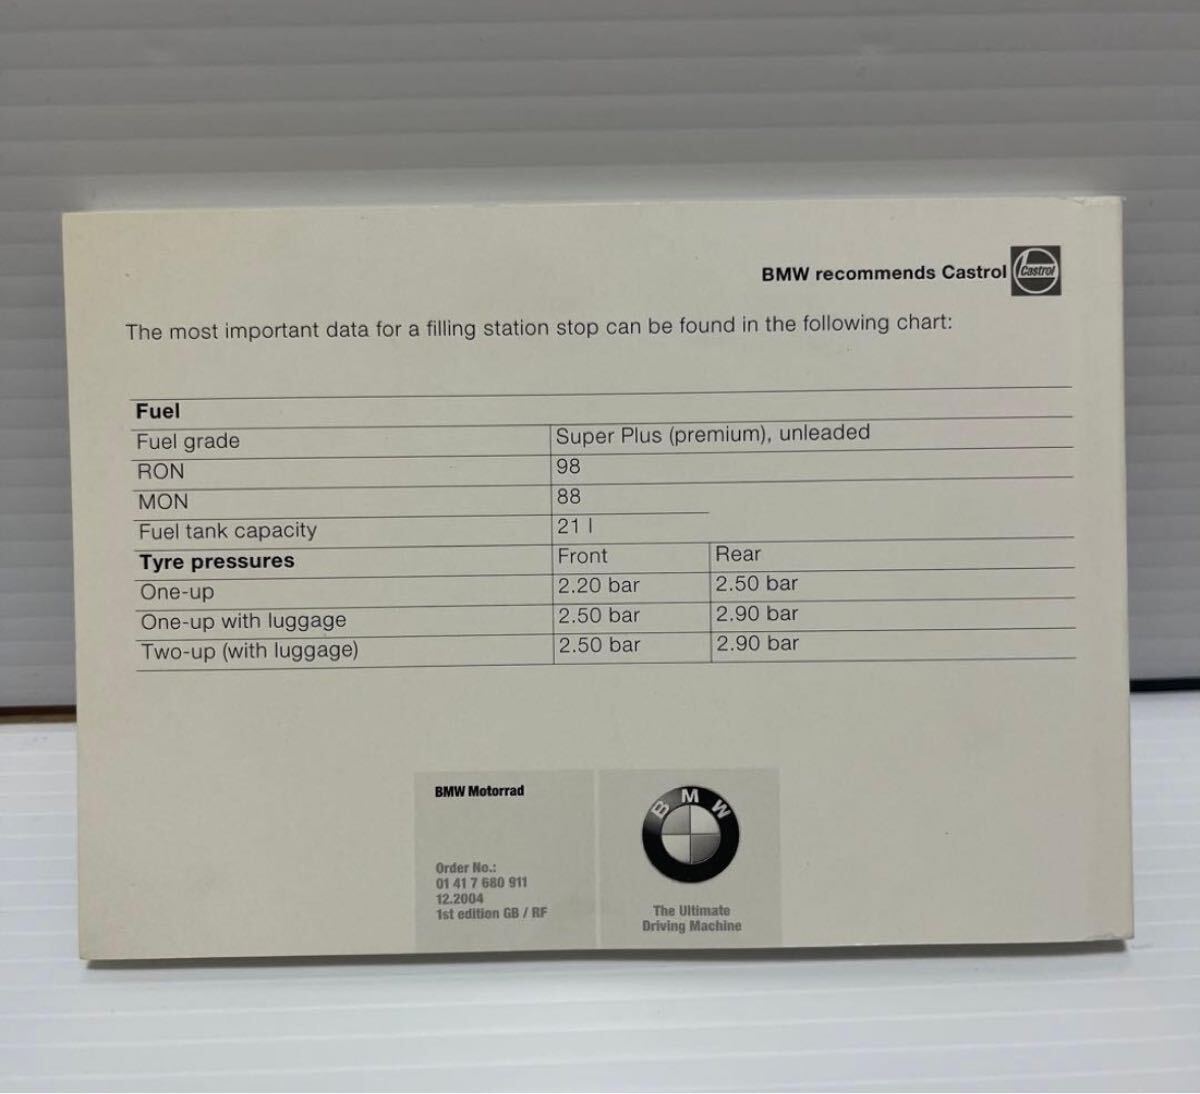 BMW recommends Castrol
Castrol
The most important data for a filling station stop can be found in the following chart:
Fuel
Fuel grade Super Plus (premium), unleaded
RON 98
MON 88
Fuel tank capacity 21 l
Tyre pressures Front Rear
One-up 2.20 bar 2.50 bar
One-up with luggage 2.50 bar 2.90 bar
Two-up (with luggage) 2.50 bar 2.90 bar
BMW Motorrad
Order No.:
01 41 7 680 911
12.2004
1st edition GB / RF
BMW
The Ultimate
Driving Machine